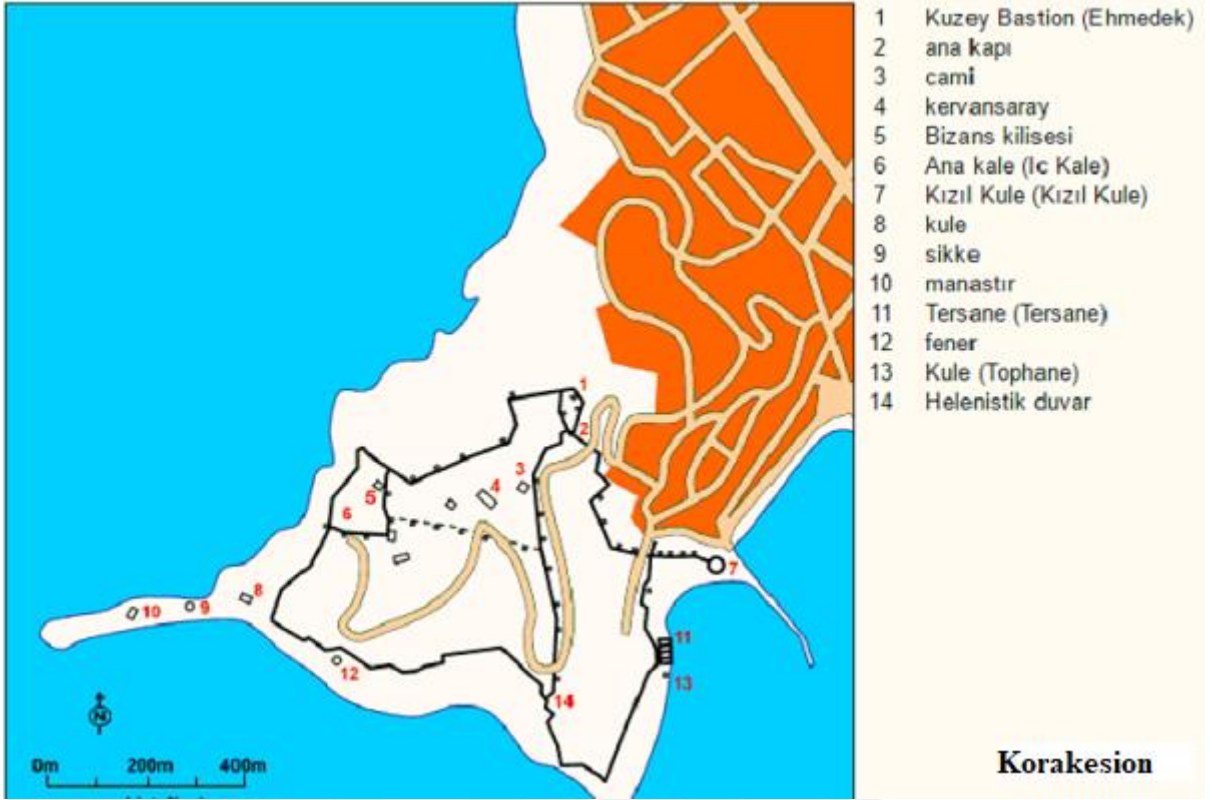 1 Kuzey Bastion (Ehmedek)
2 ana kapı
3 cami
4 kervansaray
5 Bizans kilisesi
6 Ana kale (Ic Kale)
7 Kızıl Kule (Kızıl Kule)
8 kule
9 sikke
10 manastır
11 Tersane (Tersane)
12 fener
13 Kule (Tophane)
14 Helenistik duvar
1
2
3
4
5
6
7
8
9
10
11
12
13
14
N
0m 200m 400m
Korakesion